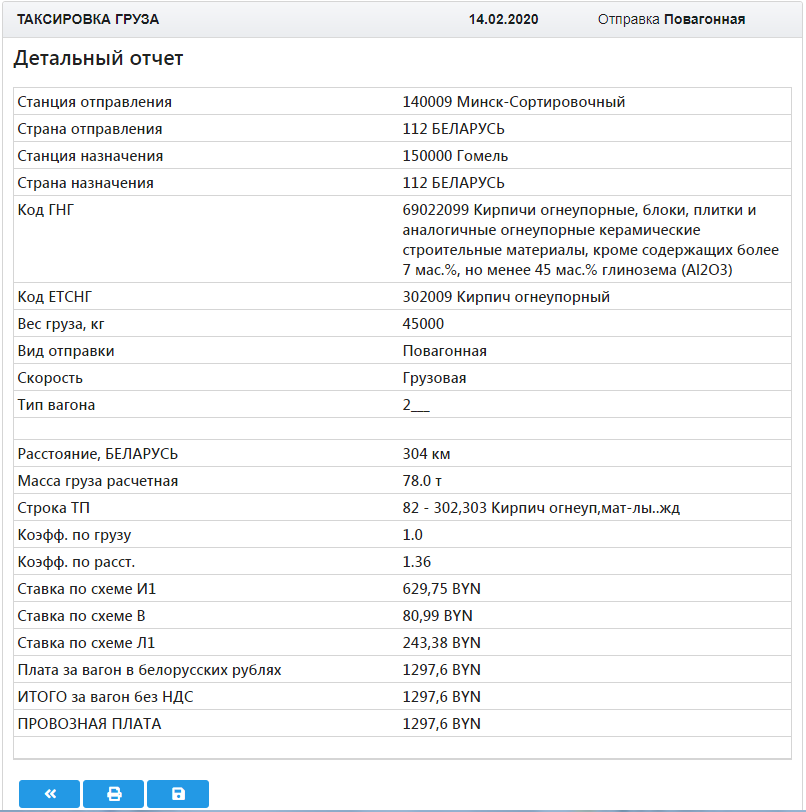 ТАКСИРОВКА ГРУЗА 14.02.2020 Отправка Повагонная
Детальный отчет
Станция отправления 140009 Минск-Сортировочный
Страна отправления 112 БЕЛАРУСЬ
Станция назначения 150000 Гомель
Страна назначения 112 БЕЛАРУСЬ
Код ГНГ 69022099 Кирпичи огнеупорные, блоки, плитки и
аналогичные огнеупорные керамические
строительные материалы, кроме содержащих более
7 мас.%, но менее 45 мас.% глинозема (Al2O3)
Код ЕТСНГ 302009 Кирпич огнеупорный
Вес груза, кг 45000
Вид отправки Повагонная
Скорость Грузовая
Тип вагона 2___
Расстояние, БЕЛАРУСЬ 304 км
Масса груза расчетная 78.0 т
Строка ТП 82 - 302,303 Кирпич огнеуп,мат-лы..жд
Коэфф. по грузу 1.0
Коэфф. по расст. 1.36
Ставка по схеме И1 629,75 BYN
Ставка по схеме В 80,99 BYN
Ставка по схеме Л1 243,38 BYN
Плата за вагон в белорусских рублях 1297,6 BYN
ИТОГО за вагон без НДС 1297,6 BYN
ПРОВОЗНАЯ ПЛАТА 1297,6 BYN